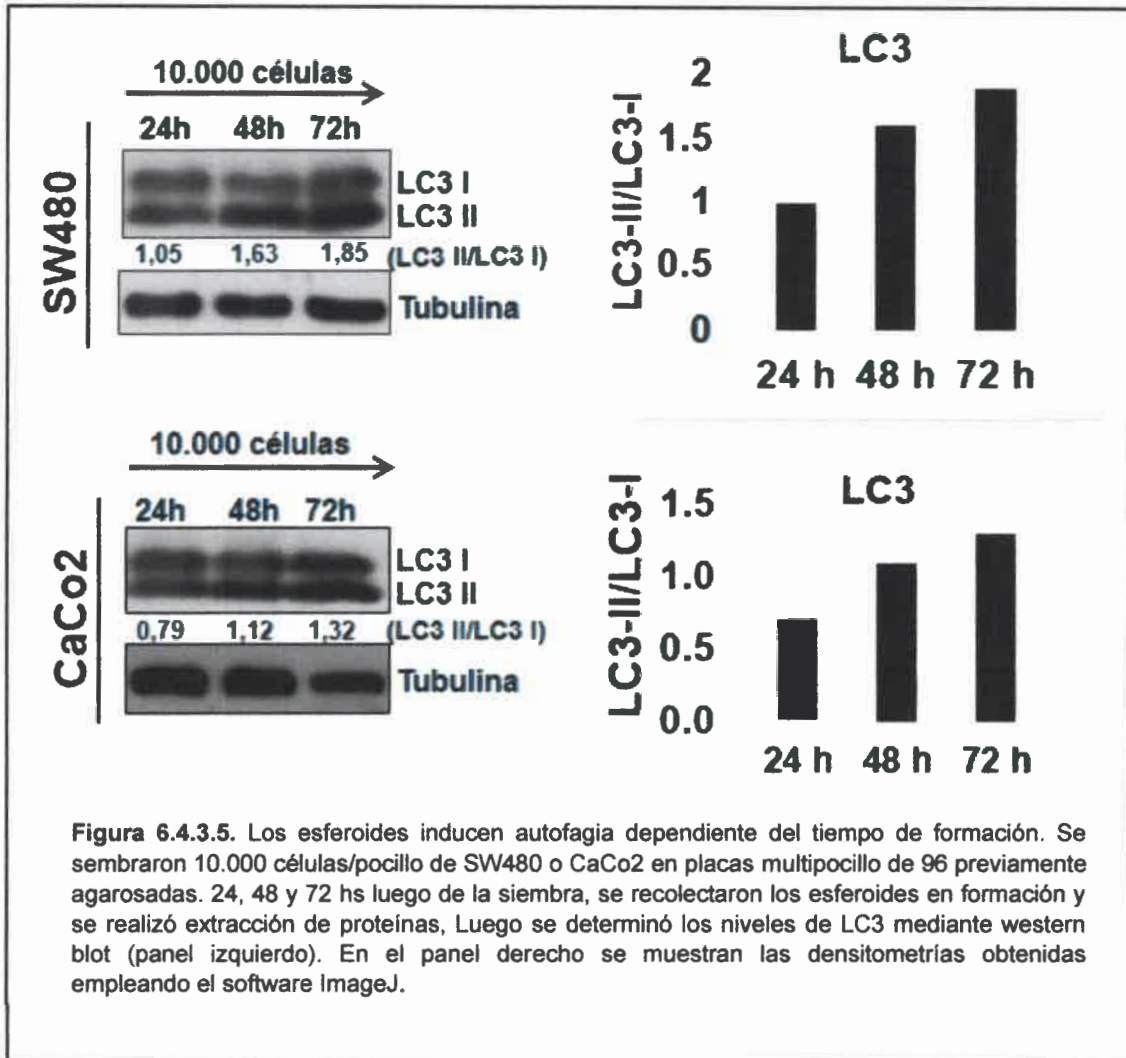 SW480
10.000 células
24h 48h 72h
LC3 I
LC3 II
1,05 1,63 1,85 (LC3 II/LC3 I)
Tubulina
LC3
LC3-II/LC3-I
2
1.5
1
0.5
0
24 h 48 h 72 h
CaCo2
10.000 células
24h 48h 72h
LC3 I
LC3 II
0,79 1,12 1,32 (LC3 II/LC3 I)
Tubulina
LC3
LC3-II/LC3-I
1.5
1.0
0.5
0.0
24 h 48 h 72 h
Figura 6.4.3.5. Los esferoides inducen autofagia dependiente del tiempo de formación. Se
sembraron 10.000 células/pocillo de SW480 o CaCo2 en placas multipocillo de 96 previamente
agarosadas. 24, 48 y 72 hs luego de la siembra, se recolectaron los esferoides en formación y
se realizó extracción de proteínas, Luego se determinó los niveles de LC3 mediante western
blot (panel izquierdo). En el panel derecho se muestran las densitometrías obtenidas
empleando el software ImageJ.